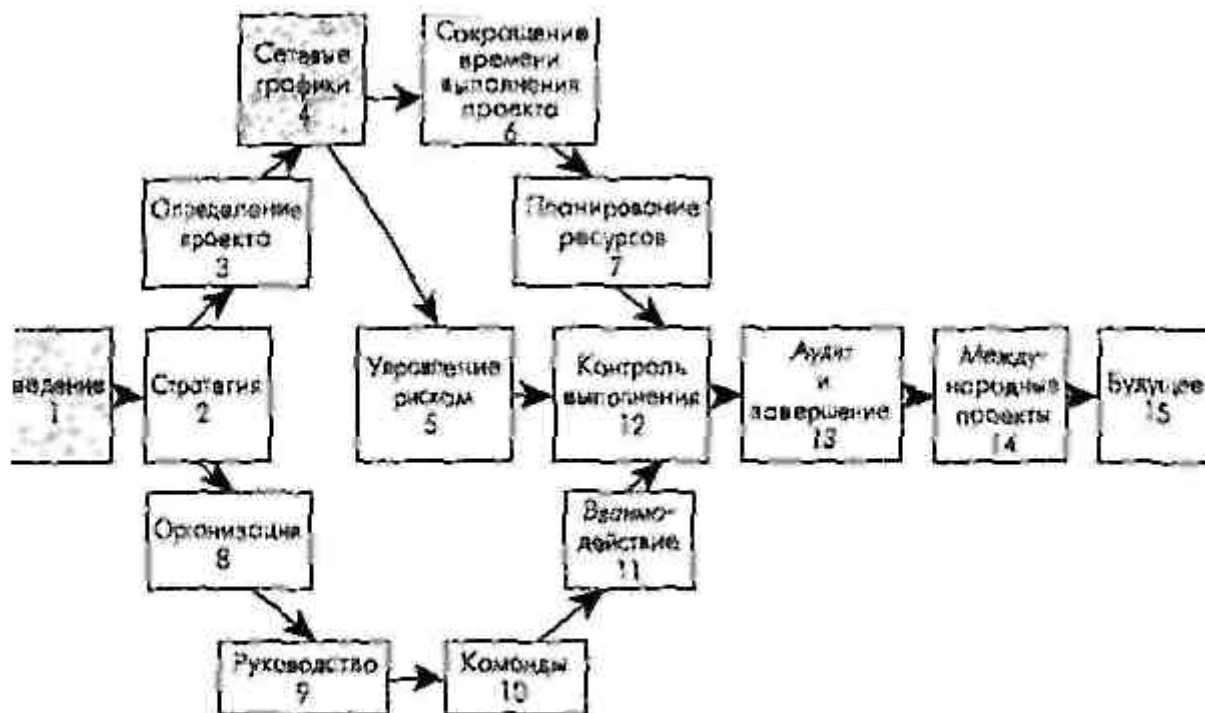 Сетевые
графики
4
Сокращение
времени
выполнения
проекта
6
Определение
проекта
3
Планирование
ресурсов
7
ведение
1
Стратегия
2
Управление
риском
5
Контроль
выполнения
12
Аудит
и
завершение
13
Между-
народные
проекты
14
Будущее
15
Организация
8
Взаимо-
действие
11
Руководство
9
Команды
10